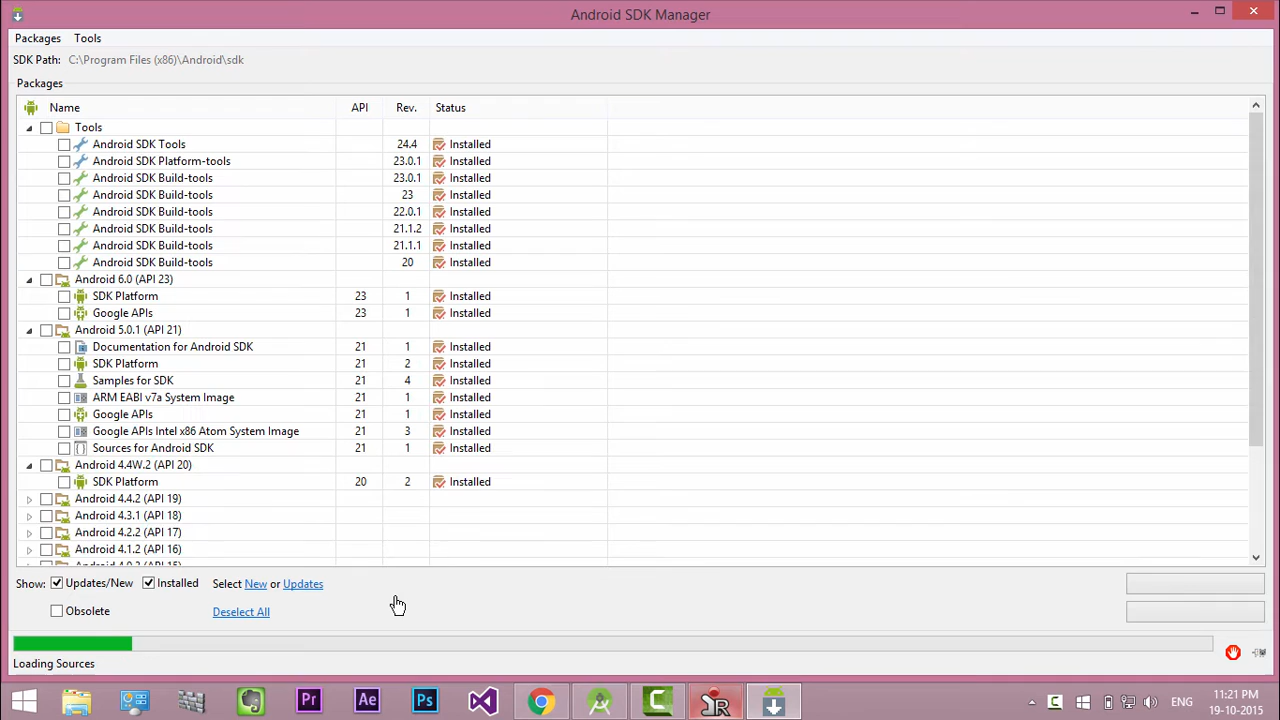 Android SDK Manager
Packages Tools
SDK Path: C:\Program Files (x86)\Android\sdk
Packages
Name API Rev. Status
Tools
Android SDK Tools 24.4 Installed
Android SDK Platform-tools 23.0.1 Installed
Android SDK Build-tools 23.0.1 Installed
Android SDK Build-tools 23 Installed
Android SDK Build-tools 22.0.1 Installed
Android SDK Build-tools 21.1.2 Installed
Android SDK Build-tools 21.1.1 Installed
Android SDK Build-tools 20 Installed
Android 6.0 (API 23)
SDK Platform 23 1 Installed
Google APIs 23 1 Installed
Android 5.0.1 (API 21)
Documentation for Android SDK 21 1 Installed
SDK Platform 21 2 Installed
Samples for SDK 21 4 Installed
ARM EABI v7a System Image 21 1 Installed
Google APIs 21 1 Installed
Google APIs Intel x86 Atom System Image 21 3 Installed
Sources for Android SDK 21 1 Installed
Android 4.4W.2 (API 20)
SDK Platform 20 2 Installed
Android 4.4.2 (API 19)
Android 4.3.1 (API 18)
Android 4.2.2 (API 17)
Android 4.1.2 (API 16)
Show: Updates/New Installed Select New or Updates
Obsolete Deselect All
Loading Sources
Pr Ae Ps ENG 11:21 PM
19-10-2015